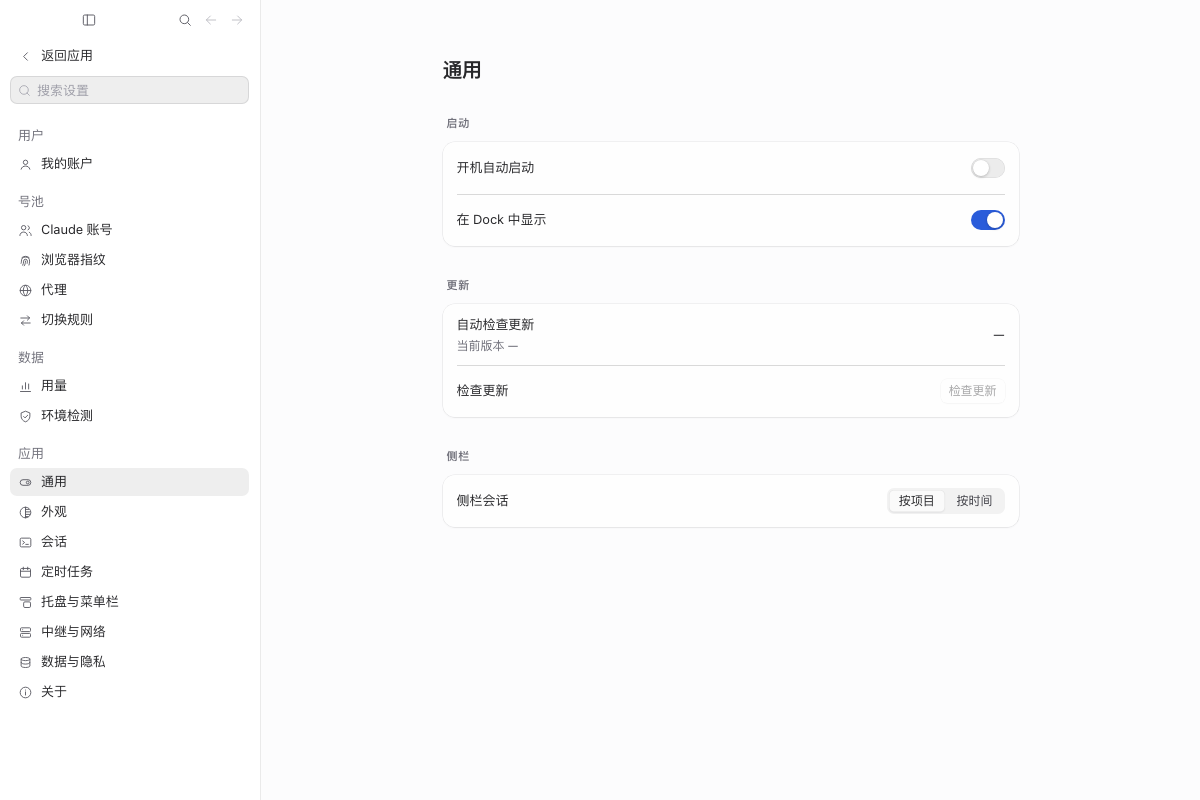 返回应用
搜索设置
用户
我的账户
号池
Claude 账号
浏览器指纹
代理
切换规则
数据
用量
环境检测
应用
通用
外观
会话
定时任务
托盘与菜单栏
中继与网络
数据与隐私
关于
通用
启动
开机自动启动
在 Dock 中显示
更新
自动检查更新
当前版本 —
—
检查更新
检查更新
侧栏
侧栏会话
按项目
按时间